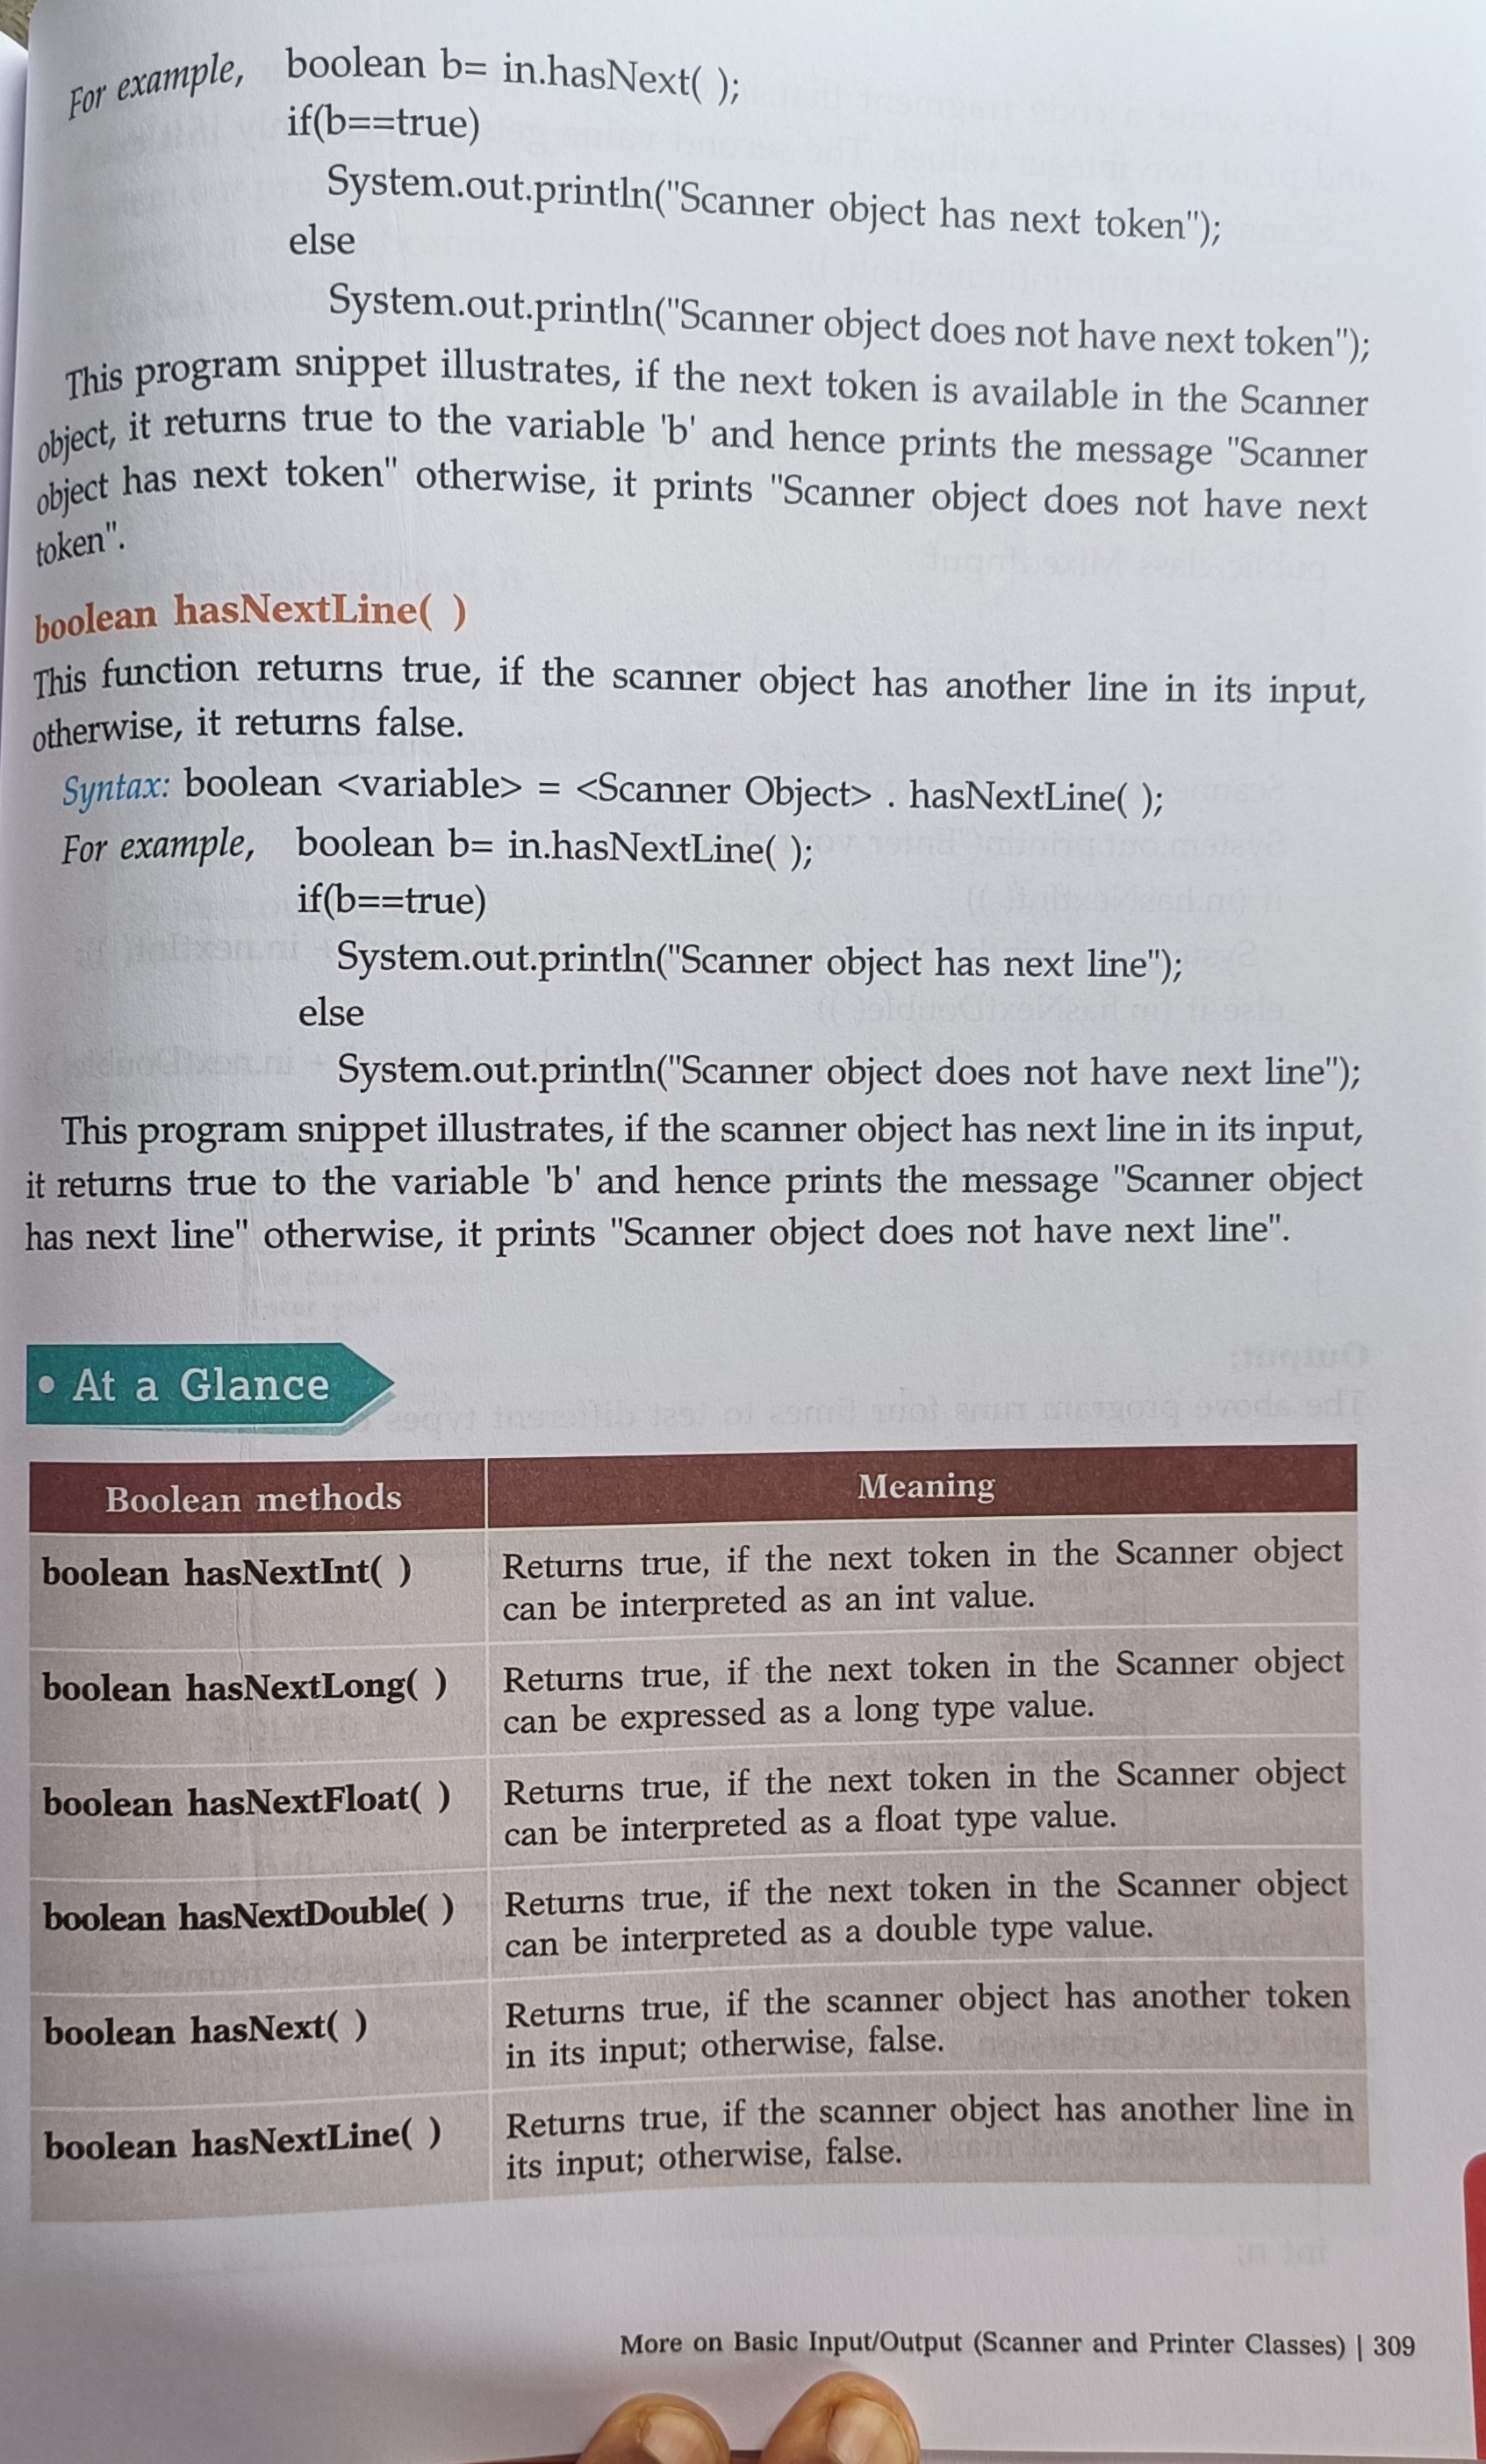 For example, boolean b= in.hasNext( );
if(b==true)
System.out.println("Scanner object has next token");
else
System.out.println("Scanner object does not have next token");
This program snippet illustrates, if the next token is available in the Scanner
object, it returns true to the variable 'b' and hence prints the message "Scanner
object has next token" otherwise, it prints "Scanner object does not have next
token".
boolean hasNextLine( )
This function returns true, if the scanner object has another line in its input,
otherwise, it returns false.
Syntax: boolean <variable> = <Scanner Object> . hasNextLine( );
For example, boolean b= in.hasNextLine( );
if(b==true)
System.out.println("Scanner object has next line");
else
System.out.println("Scanner object does not have next line");
This program snippet illustrates, if the scanner object has next line in its input,
it returns true to the variable 'b' and hence prints the message "Scanner object
has next line" otherwise, it prints "Scanner object does not have next line".
• At a Glance
Boolean methods Meaning
boolean hasNextInt( ) Returns true, if the next token in the Scanner object
can be interpreted as an int value.
boolean hasNextLong( ) Returns true, if the next token in the Scanner object
can be expressed as a long type value.
boolean hasNextFloat( ) Returns true, if the next token in the Scanner object
can be interpreted as a float type value.
boolean hasNextDouble( ) Returns true, if the next token in the Scanner object
can be interpreted as a double type value.
boolean hasNext( ) Returns true, if the scanner object has another token
in its input; otherwise, false.
boolean hasNextLine( ) Returns true, if the scanner object has another line in
its input; otherwise, false.
More on Basic Input/Output (Scanner and Printer Classes) | 309